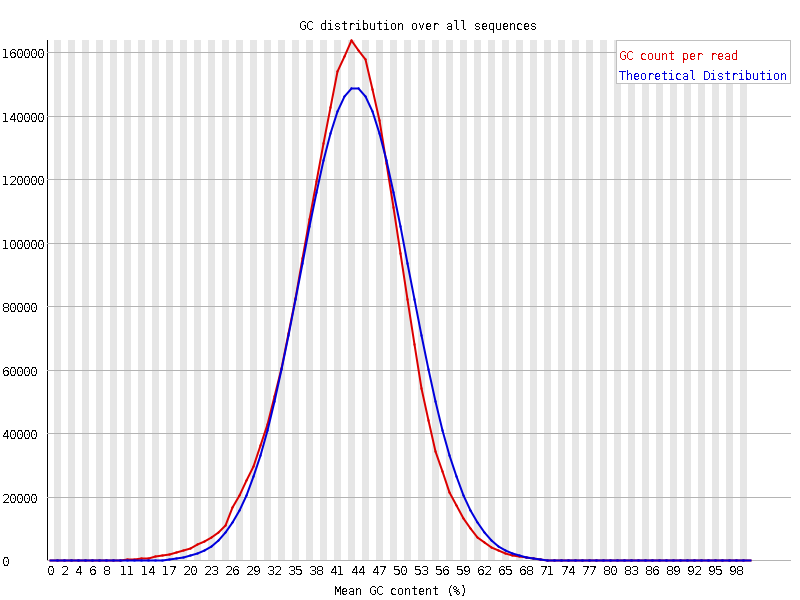 GC distribution over all sequences
GC count per read
Theoretical Distribution
160000
140000
120000
100000
80000
60000
40000
20000
0
0 2 4 6 8 11 14 17 20 23 26 29 32 35 38 41 44 47 50 53 56 59 62 65 68 71 74 77 80 83 86 89 92 95 98
Mean GC content (%)